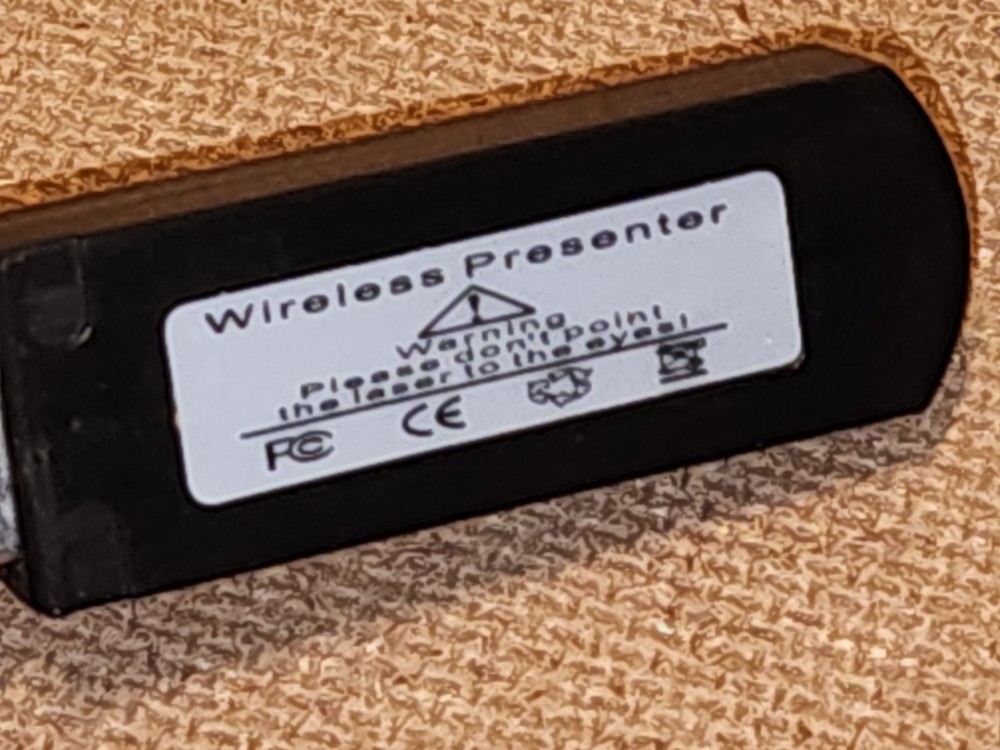 Wireless Presenter
Warning
Please don't point
the laser to the eyes!
FC CE